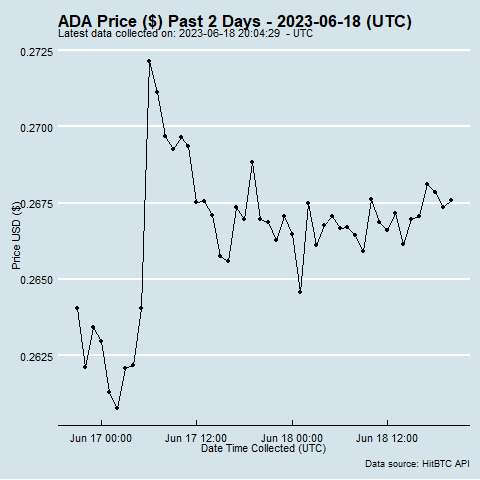 ADA Price ($) Past 2 Days - 2023-06-18 (UTC)
Latest data collected on: 2023-06-18 20:04:29 - UTC
0.2725
0.2700
0.2675
0.2650
0.2625
Price USD ($)
Jun 17 00:00 Jun 17 12:00 Jun 18 00:00 Jun 18 12:00
Date Time Collected (UTC)
Data source: HitBTC API